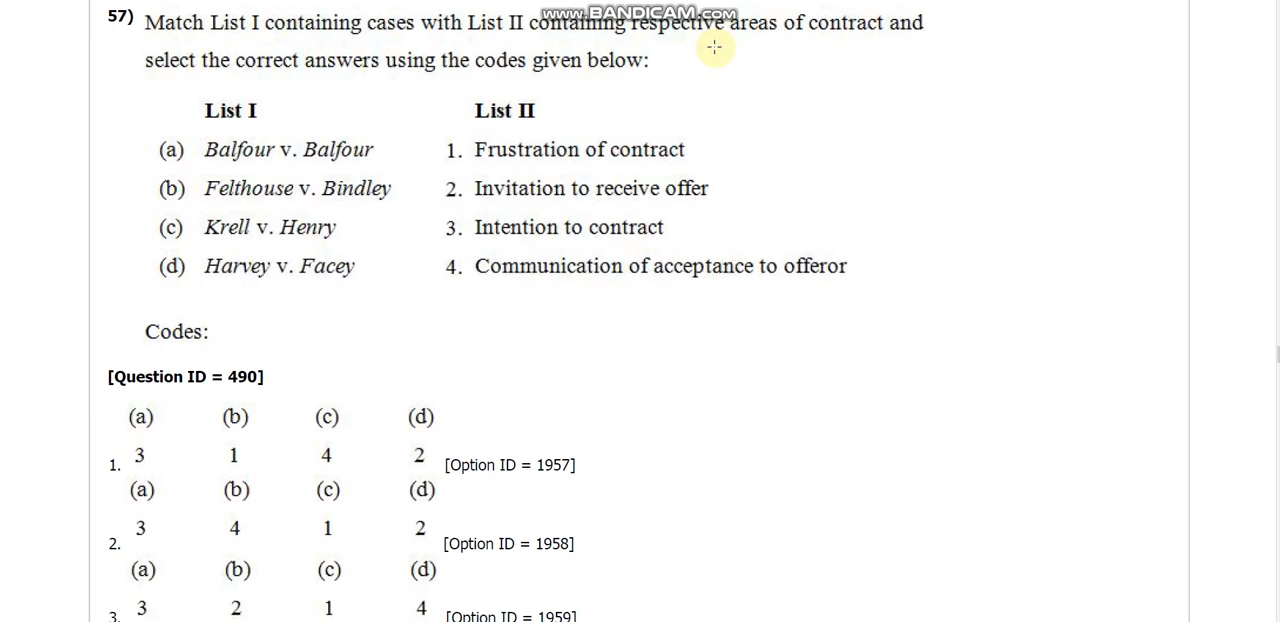 www.BANDICAM.com
57) Match List I containing cases with List II containing respective areas of contract and
select the correct answers using the codes given below:
List I List II
(a) Balfour v. Balfour 1. Frustration of contract
(b) Felthouse v. Bindley 2. Invitation to receive offer
(c) Krell v. Henry 3. Intention to contract
(d) Harvey v. Facey 4. Communication of acceptance to offeror
Codes:
[Question ID = 490]
(a) (b) (c) (d)
1. 3 1 4 2 [Option ID = 1957]
(a) (b) (c) (d)
2. 3 4 1 2 [Option ID = 1958]
(a) (b) (c) (d)
3. 3 2 1 4 [Option ID = 1959]